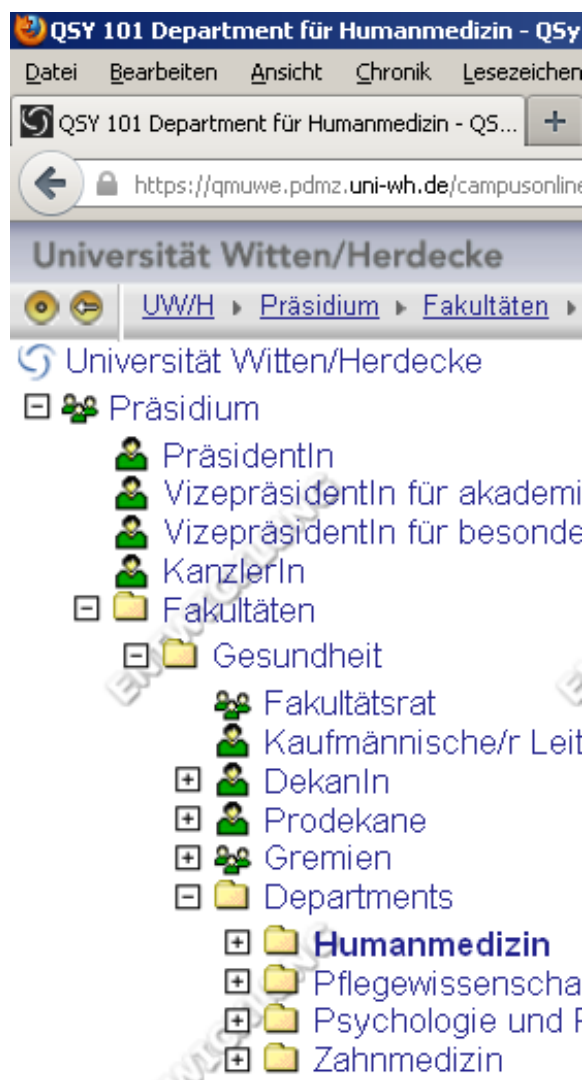 QSY 101 Department für Humanmedizin - QSy
Datei Bearbeiten Ansicht Chronik Lesezeichen
QSY 101 Department für Humanmedizin - QS... +
https://qmuwe.pdmz.uni-wh.de/campusonline
Universität Witten/Herdecke
UW/H ▸ Präsidium ▸ Fakultäten ▸
Universität Witten/Herdecke
Präsidium
PräsidentIn
VizepräsidentIn für akademi
VizepräsidentIn für besonde
KanzlerIn
Fakultäten
Gesundheit
Fakultätsrat
Kaufmännische/r Leit
DekanIn
Prodekane
Gremien
Departments
Humanmedizin
Pflegewissenscha
Psychologie und P
Zahnmedizin
ENTWICKLUNG